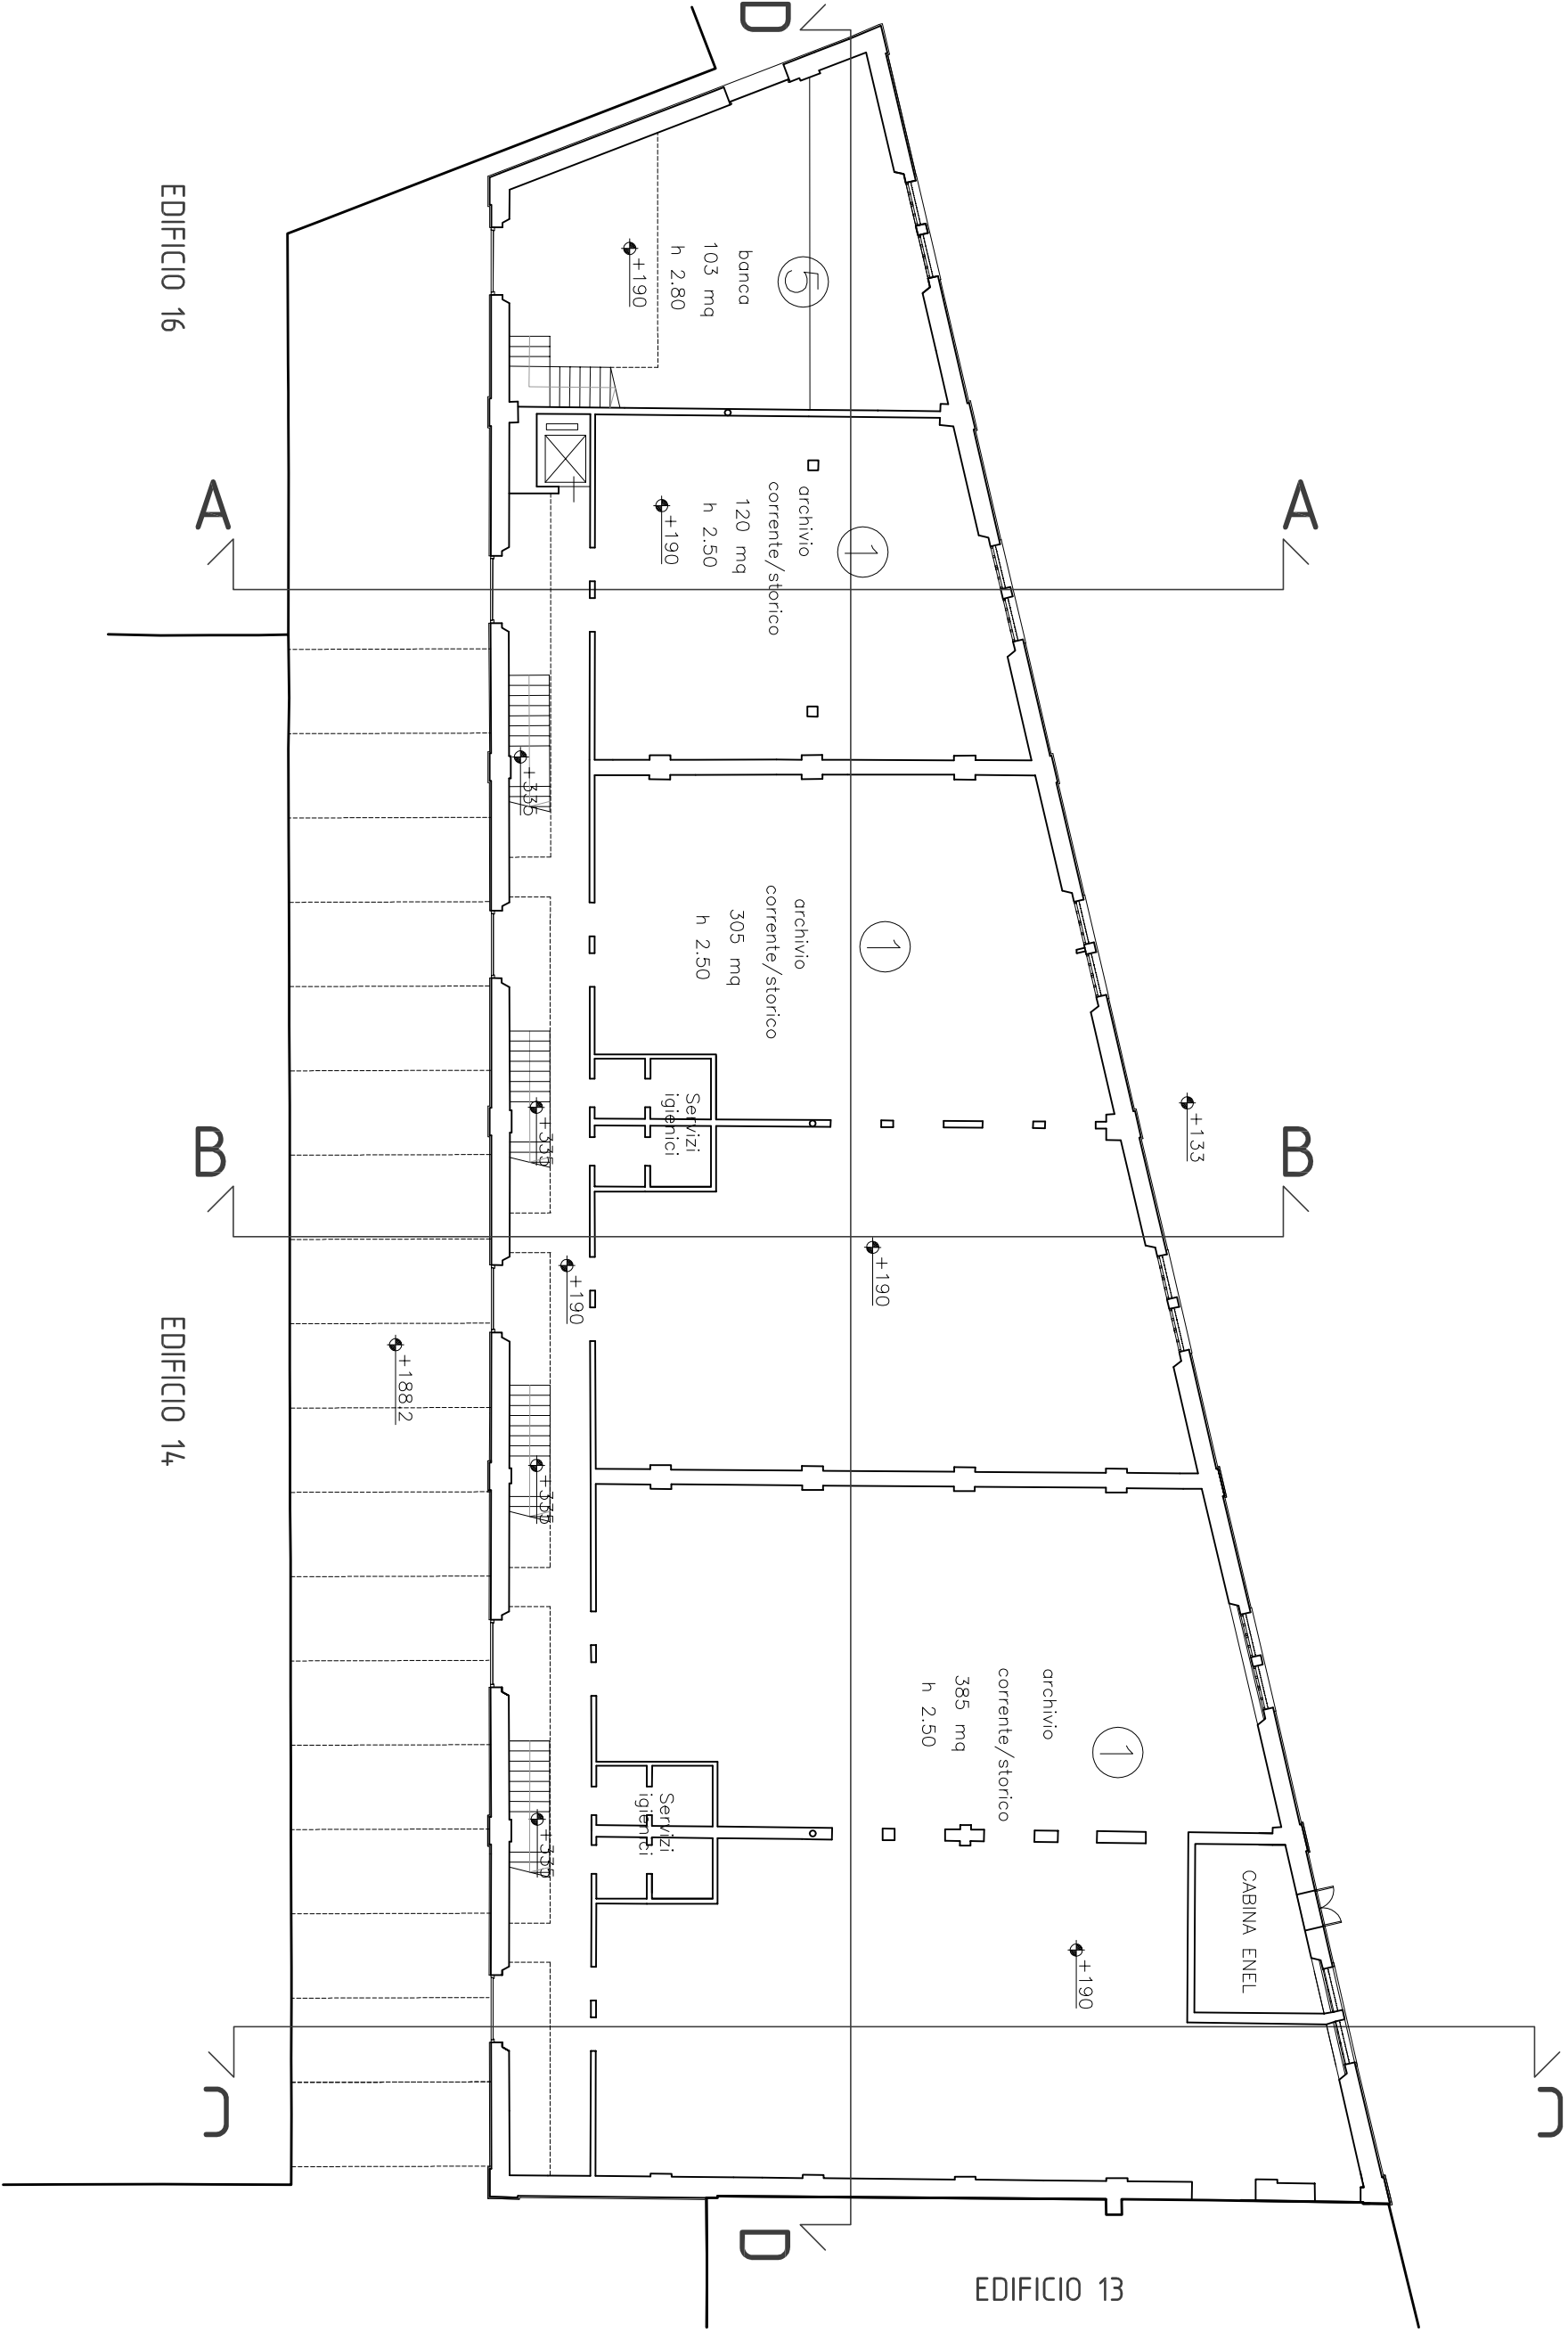 D
EDIFICIO 16
5
banca
103 mq
h 2.80
+190
A
A
1
archivio
corrente/storico
120 mq
h 2.50
+190
+335
1
archivio
corrente/storico
305 mq
h 2.50
Servizi
igienici
+335
+133
B
B
+190
+190
EDIFICIO 14
+188.2
+335
1
archivio
corrente/storico
385 mq
h 2.50
Servizi
igienici
+335
CABINA ENEL
+190
C
C
D
EDIFICIO 13